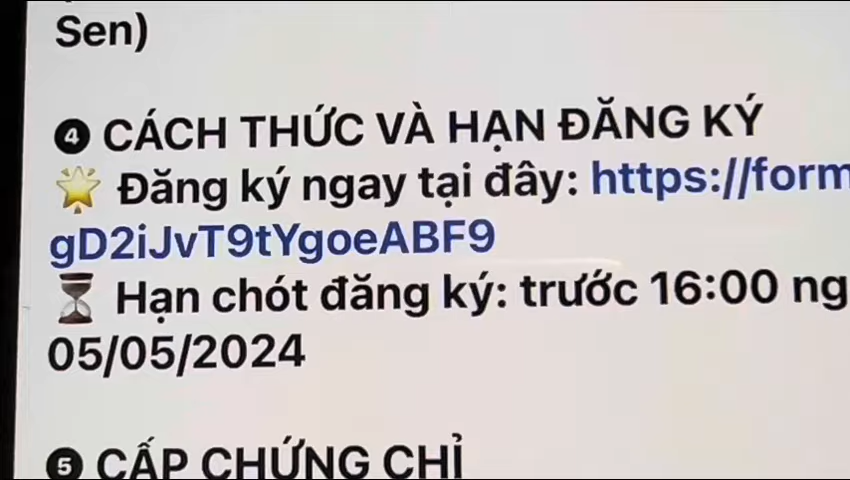 Sen)
❹ CÁCH THỨC VÀ HẠN ĐĂNG KÝ
🌟 Đăng ký ngay tại đây: https://form
gD2iJvT9tYgoeABF9
⏳ Hạn chót đăng ký: trước 16:00 ng
05/05/2024
❺ CẤP CHỨNG CHỈ